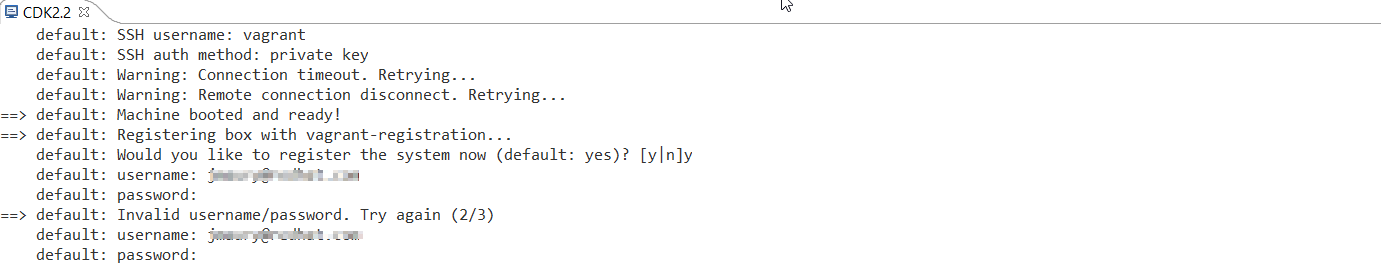 CDK2.2
default: SSH username: vagrant
default: SSH auth method: private key
default: Warning: Connection timeout. Retrying...
default: Warning: Remote connection disconnect. Retrying...
==> default: Machine booted and ready!
==> default: Registering box with vagrant-registration...
default: Would you like to register the system now (default: yes)? [y|n]y
default: username:
default: password:
==> default: Invalid username/password. Try again (2/3)
default: username:
default: password: